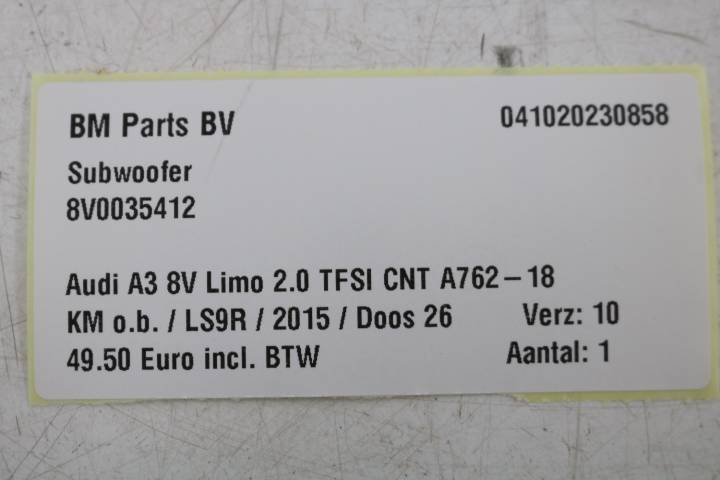 BM Parts BV 041020230858
Subwoofer
8V0035412
Audi A3 8V Limo 2.0 TFSI CNT A762-18
KM o.b. / LS9R / 2015 / Doos 26 Verz: 10
49.50 Euro incl. BTW Aantal: 1